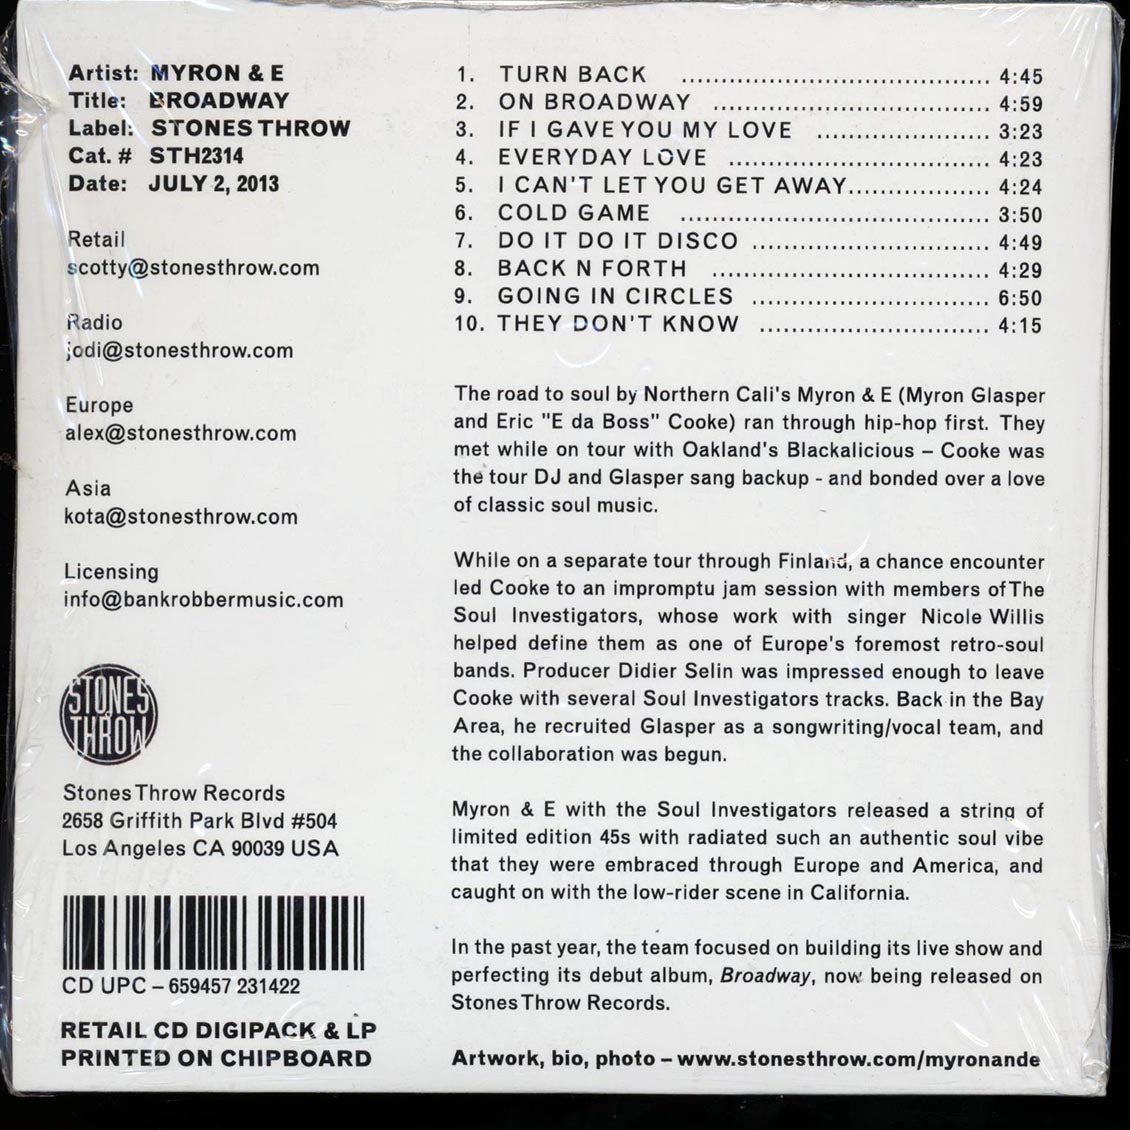 Artist: MYRON & E
Title: BROADWAY
Label: STONES THROW
Cat. # STH2314
Date: JULY 2, 2013
Retail
scotty@stonesthrow.com
Radio
jodi@stonesthrow.com
Europe
alex@stonesthrow.com
Asia
kota@stonesthrow.com
Licensing
info@bankrobbermusic.com
STONES
THROW
Stones Throw Records
2658 Griffith Park Blvd #504
Los Angeles CA 90039 USA
CD UPC – 659457 231422
RETAIL CD DIGIPACK & LP
PRINTED ON CHIPBOARD
1. TURN BACK ........................................ 4:45
2. ON BROADWAY .................................... 4:59
3. IF I GAVE YOU MY LOVE ...................... 3:23
4. EVERYDAY LOVE .................................. 4:23
5. I CAN'T LET YOU GET AWAY.................. 4:24
6. COLD GAME ........................................ 3:50
7. DO IT DO IT DISCO ............................... 4:49
8. BACK N FORTH .................................... 4:29
9. GOING IN CIRCLES ............................... 6:50
10. THEY DON'T KNOW .............................. 4:15
The road to soul by Northern Cali's Myron & E (Myron Glasper
and Eric "E da Boss" Cooke) ran through hip-hop first. They
met while on tour with Oakland's Blackalicious – Cooke was
the tour DJ and Glasper sang backup - and bonded over a love
of classic soul music.
While on a separate tour through Finland, a chance encounter
led Cooke to an impromptu jam session with members of The
Soul Investigators, whose work with singer Nicole Willis
helped define them as one of Europe's foremost retro-soul
bands. Producer Didier Selin was impressed enough to leave
Cooke with several Soul Investigators tracks. Back in the Bay
Area, he recruited Glasper as a songwriting/vocal team, and
the collaboration was begun.
Myron & E with the Soul Investigators released a string of
limited edition 45s with radiated such an authentic soul vibe
that they were embraced through Europe and America, and
caught on with the low-rider scene in California.
In the past year, the team focused on building its live show and
perfecting its debut album, Broadway, now being released on
Stones Throw Records.
Artwork, bio, photo – www.stonesthrow.com/myronande